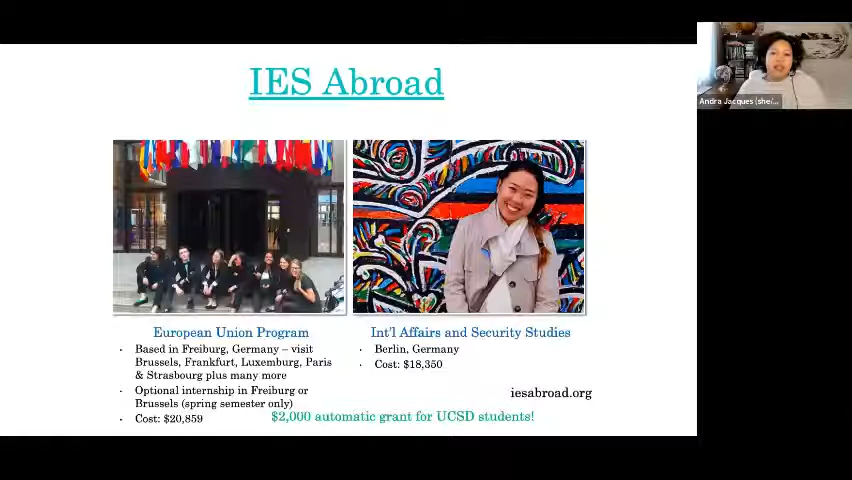 IES Abroad
Andra Jacques (she/...
European Union Program
· Based in Freiburg, Germany – visit
Brussels, Frankfurt, Luxemburg, Paris
& Strasbourg plus many more
· Optional internship in Freiburg or
Brussels (spring semester only)
· Cost: $20,859
Int'l Affairs and Security Studies
· Berlin, Germany
· Cost: $18,350
iesabroad.org
$2,000 automatic grant for UCSD students!